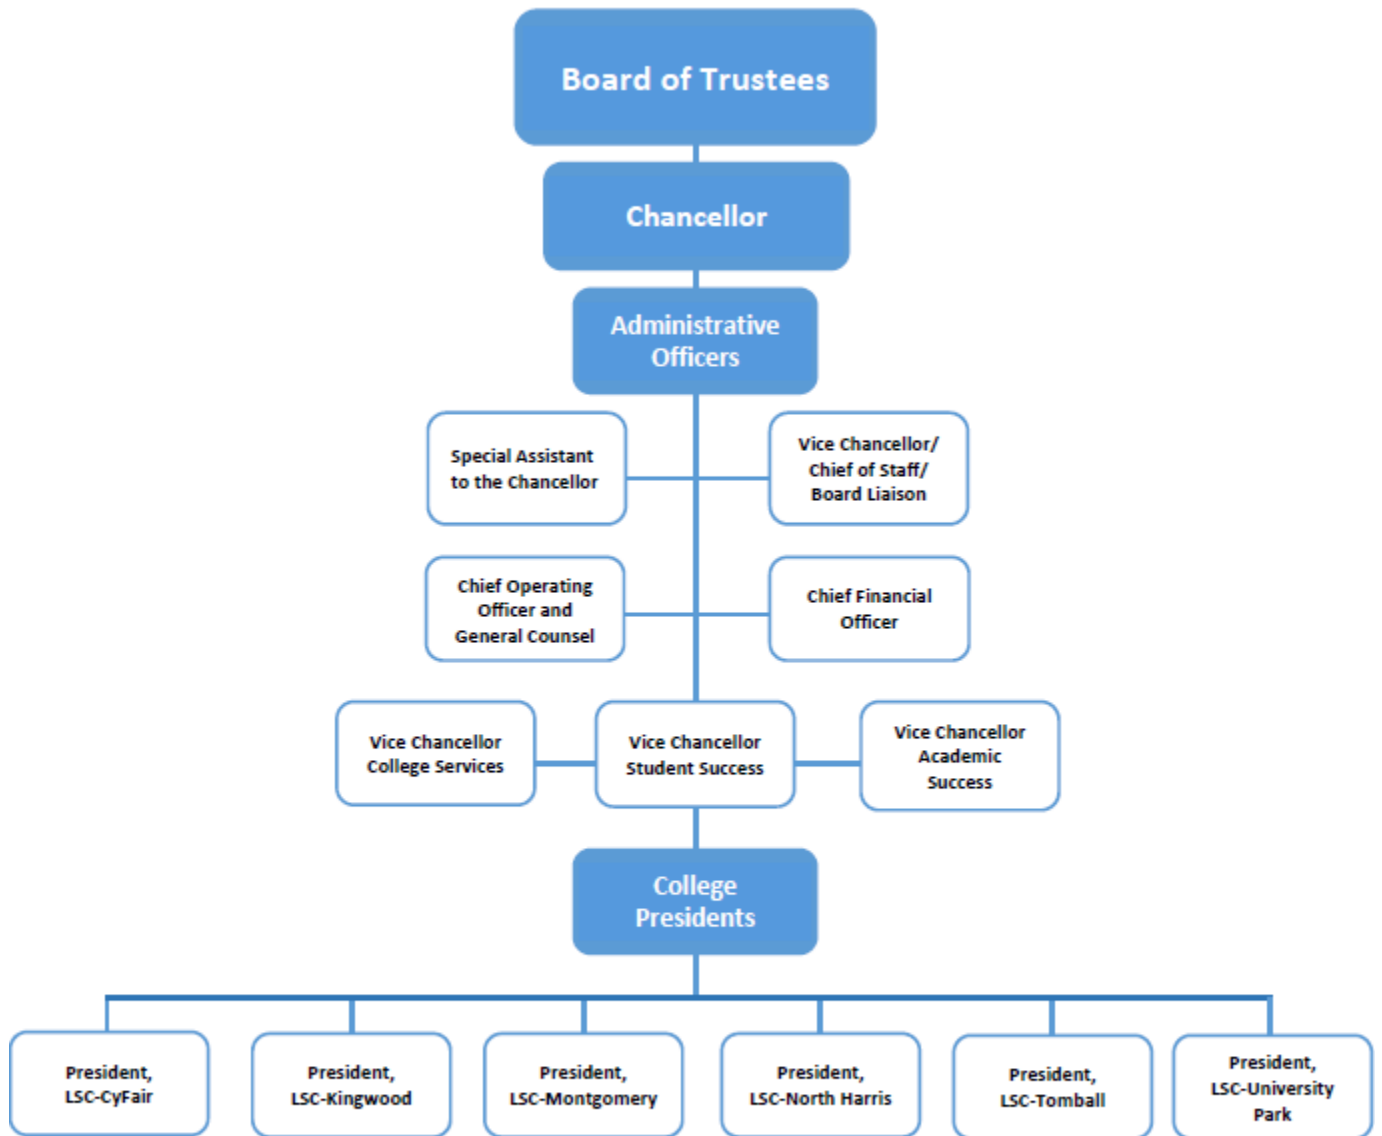 Board of Trustees
Chancellor
Administrative
Officers
Special Assistant
to the Chancellor
Vice Chancellor/
Chief of Staff/
Board Liaison
Chief Operating
Officer and
General Counsel
Chief Financial
Officer
Vice Chancellor
College Services
Vice Chancellor
Student Success
Vice Chancellor
Academic
Success
College
Presidents
President,
LSC-CyFair
President,
LSC-Kingwood
President,
LSC-Montgomery
President,
LSC-North Harris
President,
LSC-Tomball
President,
LSC-University
Park